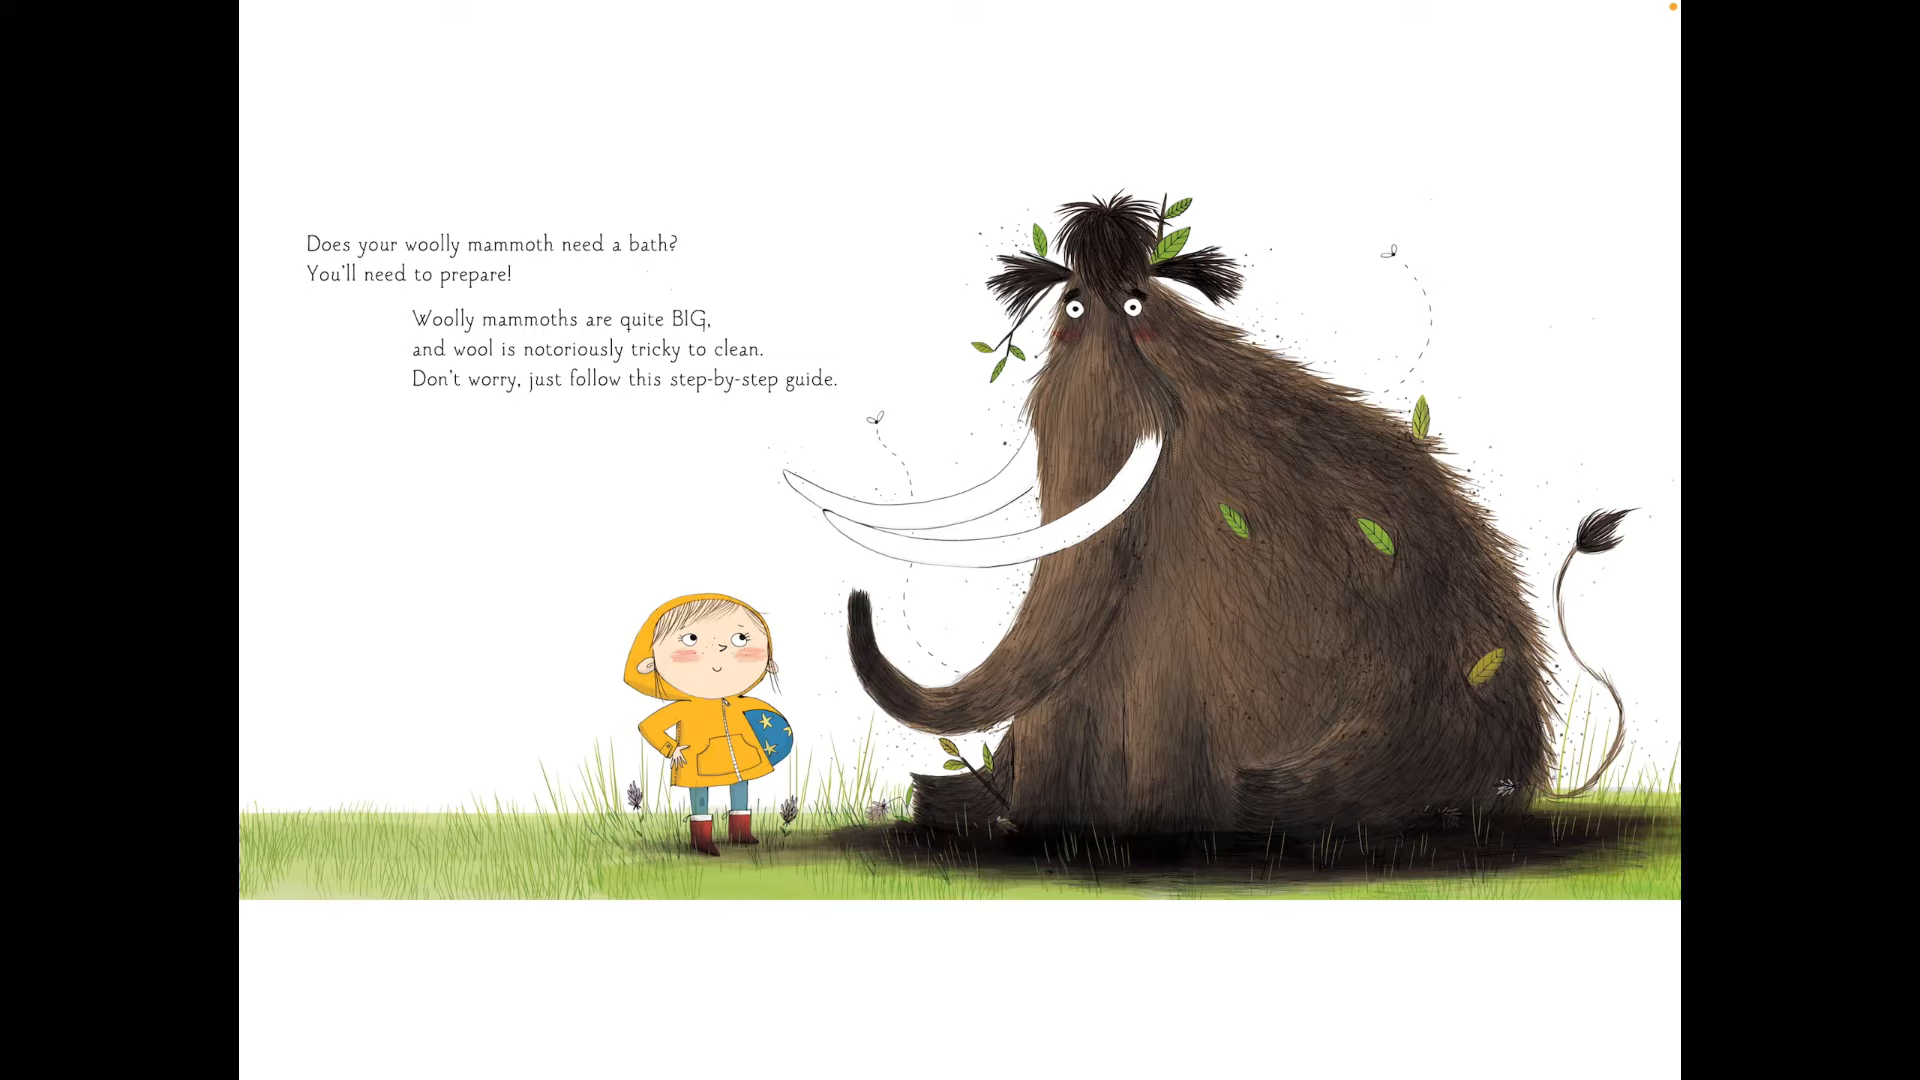 Does your woolly mammoth need a bath?
You'll need to prepare!
Woolly mammoths are quite BIG,
and wool is notoriously tricky to clean.
Don't worry, just follow this step-by-step guide.